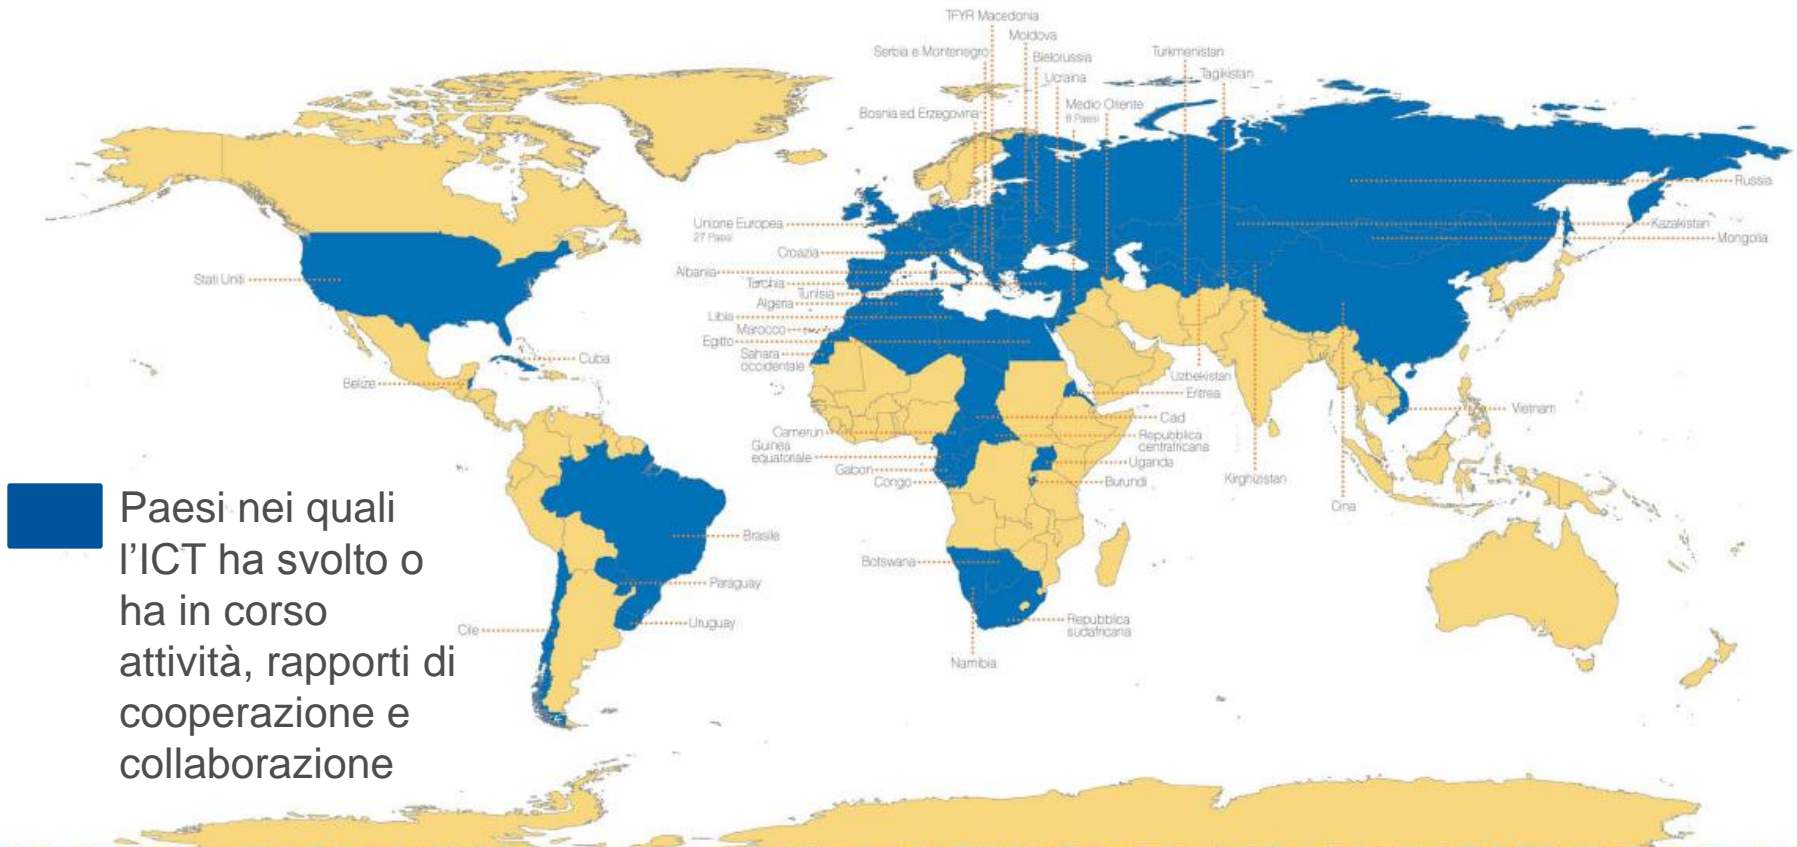 TFYR Macedonia
Moldova
Serbia e Montenegro
Bielorussia
Turkmenistan
Ucraina
Tagikistan
Bosnia ed Erzegovina
Medio Oriente
8 Paesi
Russia
Unione Europea
27 Paesi
Kazakistan
Mongolia
Croazia
Albania
Stati Uniti
Turchia
Tunisia
Algeria
Libia
Marocco
Egitto
Sahara
occidentale
Cuba
Belize
Uzbekistan
Eritrea
Vietnam
Ciad
Camerun
Repubblica
centrafricana
Guinea
equatoriale
Uganda
Gabon
Congo
Burundi
Kirghizistan
Cina
Paesi nei quali
l’ICT ha svolto o
ha in corso
attività, rapporti di
cooperazione e
collaborazione
Brasile
Botswana
Paraguay
Uruguay
Cile
Repubblica
sudafricana
Namibia